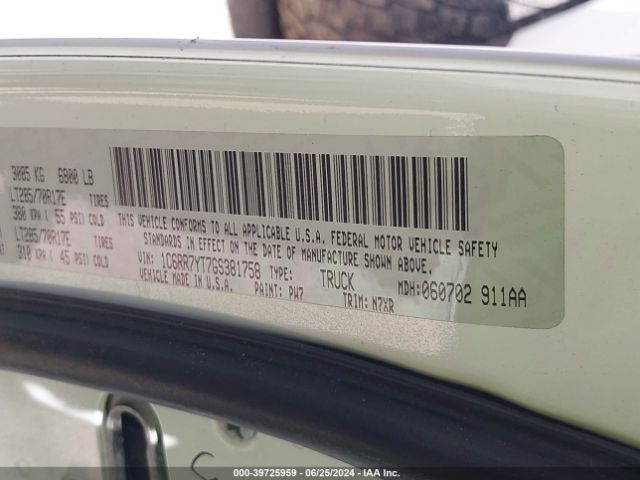 3085 KG 6800 LB
LT285/70R17E TIRES
380 KPA ( 55 PSI) COLD
LT285/70R17E TIRES
310 KPA ( 45 PSI) COLD
THIS VEHICLE CONFORMS TO ALL APPLICABLE U.S.A. FEDERAL MOTOR VEHICLE SAFETY
STANDARDS IN EFFECT ON THE DATE OF MANUFACTURE SHOWN ABOVE.
VIN: 1C6RR7YT7GS381758 TYPE: TRUCK MDH:060702 911AA
VEHICLE MADE IN U.S.A. PAINT: PW7 TRIM: N7XR
000-39725959 | 06/25/2024 | IAA Inc.